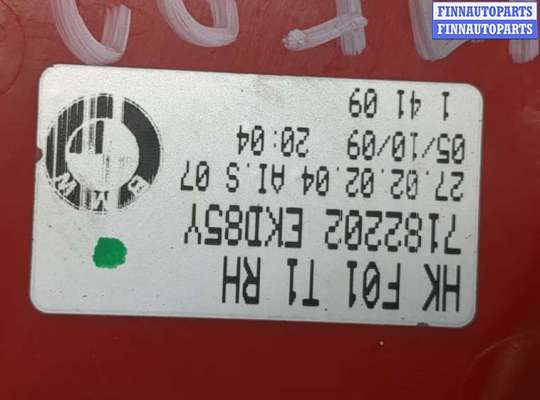 FINNAUTOPARTS
FINNAUTOPARTS
HK F01 T1 RH
7182202 EKD85Y
27.02.02.04 AI.S 07
05/10/09 20:04
1 41 09
BMW